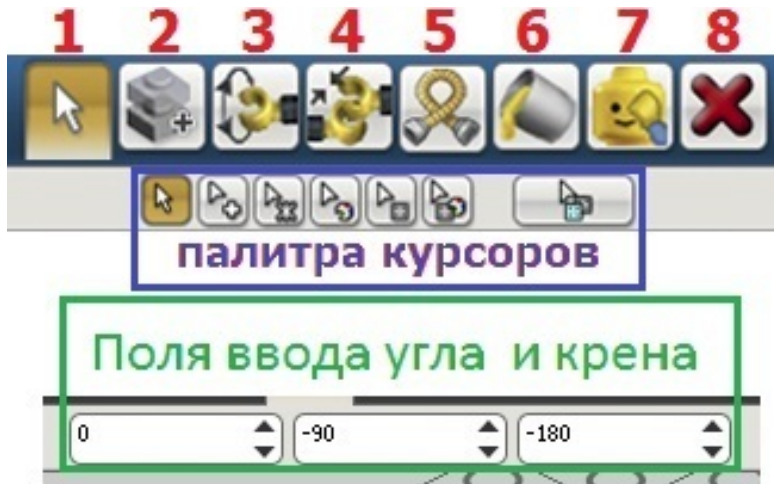 1 2 3 4 5 6 7 8
палитра курсоров
Поля ввода угла и крена
0 -90 -180